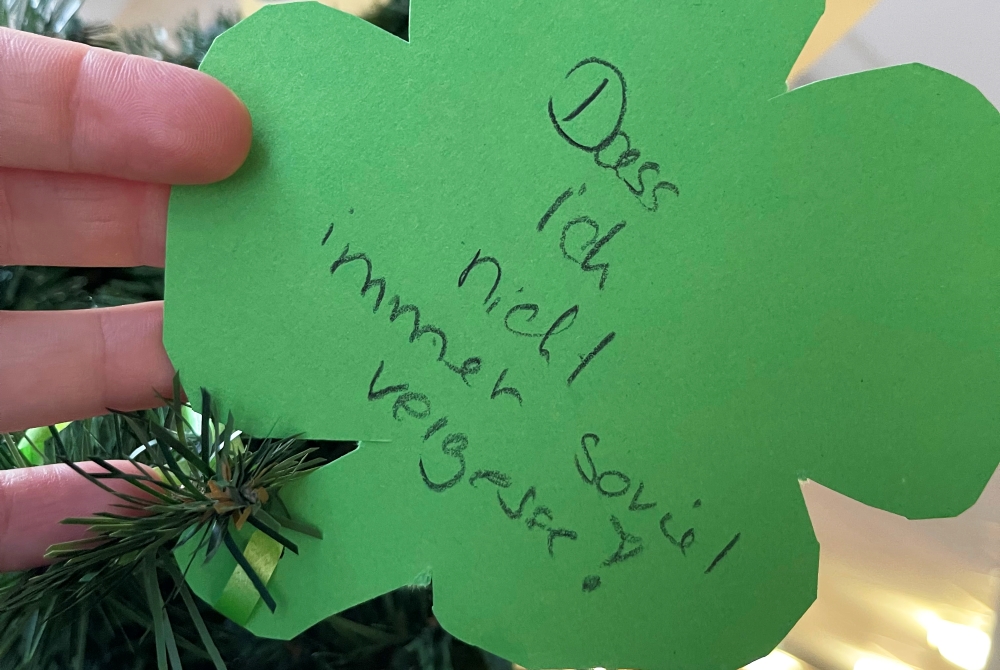 Dass
ich
nicht
immer soviel
vergesse!